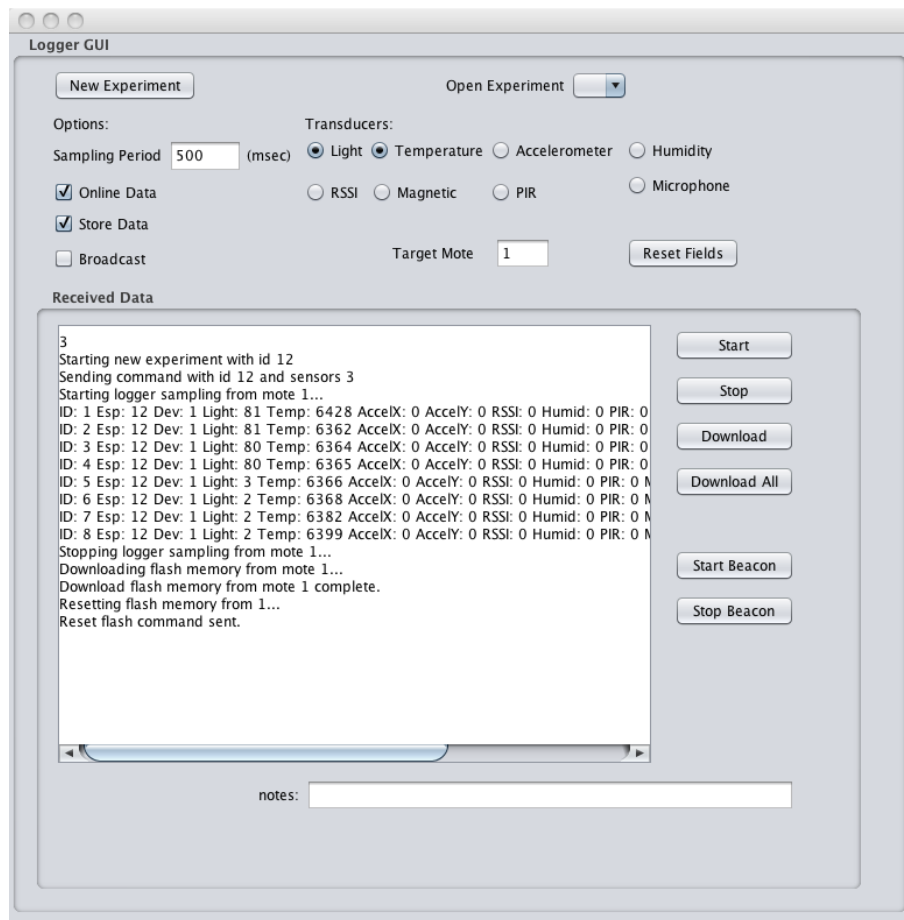 Logger GUI
New Experiment Open Experiment
Options: Transducers:
Sampling Period 500 (msec) Light Temperature Accelerometer Humidity
Online Data RSSI Magnetic PIR Microphone
Store Data
Broadcast Target Mote 1 Reset Fields
Received Data
3
Starting new experiment with id 12
Sending command with id 12 and sensors 3
Starting logger sampling from mote 1...
ID: 1 Esp: 12 Dev: 1 Light: 81 Temp: 6428 AccelX: 0 AccelY: 0 RSSI: 0 Humid: 0 PIR: 0
ID: 2 Esp: 12 Dev: 1 Light: 81 Temp: 6362 AccelX: 0 AccelY: 0 RSSI: 0 Humid: 0 PIR: 0
ID: 3 Esp: 12 Dev: 1 Light: 80 Temp: 6364 AccelX: 0 AccelY: 0 RSSI: 0 Humid: 0 PIR: 0
ID: 4 Esp: 12 Dev: 1 Light: 80 Temp: 6365 AccelX: 0 AccelY: 0 RSSI: 0 Humid: 0 PIR: 0
ID: 5 Esp: 12 Dev: 1 Light: 3 Temp: 6366 AccelX: 0 AccelY: 0 RSSI: 0 Humid: 0 PIR: 0
ID: 6 Esp: 12 Dev: 1 Light: 2 Temp: 6368 AccelX: 0 AccelY: 0 RSSI: 0 Humid: 0 PIR: 0
ID: 7 Esp: 12 Dev: 1 Light: 2 Temp: 6382 AccelX: 0 AccelY: 0 RSSI: 0 Humid: 0 PIR: 0
ID: 8 Esp: 12 Dev: 1 Light: 2 Temp: 6399 AccelX: 0 AccelY: 0 RSSI: 0 Humid: 0 PIR: 0
Stopping logger sampling from mote 1...
Downloading flash memory from mote 1...
Download flash memory from mote 1 complete.
Resetting flash memory from 1...
Reset flash command sent.
Start
Stop
Download
Download All
Start Beacon
Stop Beacon
notes: